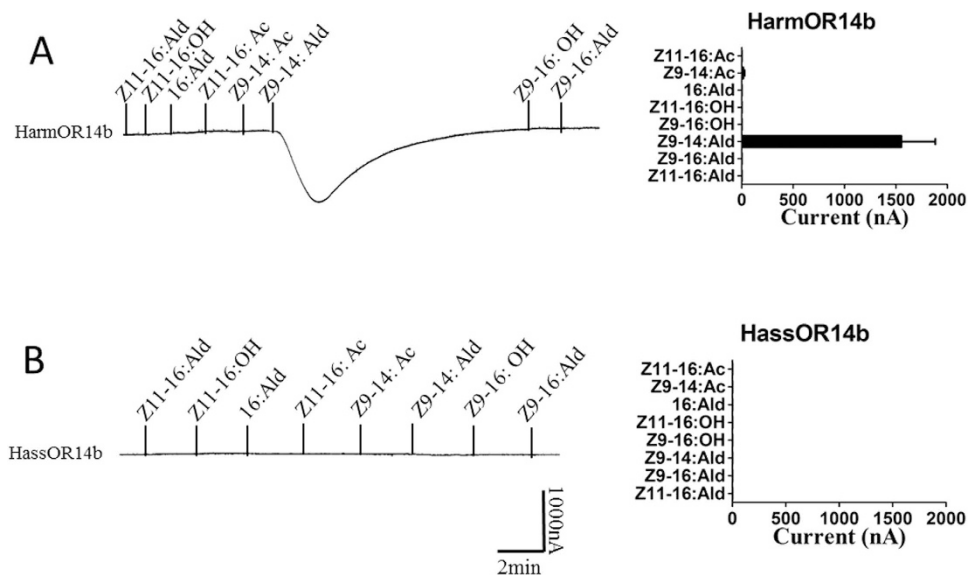 A
Z11-16:Ald
Z11-16:OH
16:Ald
Z11-16: Ac
Z9-14: Ac
Z9-14: Ald
Z9-16: OH
Z9-16:Ald
HarmOR14b
HarmOR14b
Z11-16:Ac
Z9-14:Ac
16:Ald
Z11-16:OH
Z9-16:OH
Z9-14:Ald
Z9-16:Ald
Z11-16:Ald
0 500 1000 1500 2000
Current (nA)
B
Z11-16:Ald
Z11-16:OH
16:Ald
Z11-16: Ac
Z9-14: Ac
Z9-14: Ald
Z9-16: OH
Z9-16:Ald
HassOR14b
1000nA
2min
HassOR14b
Z11-16:Ac
Z9-14:Ac
16:Ald
Z11-16:OH
Z9-16:OH
Z9-14:Ald
Z9-16:Ald
Z11-16:Ald
0 500 1000 1500 2000
Current (nA)